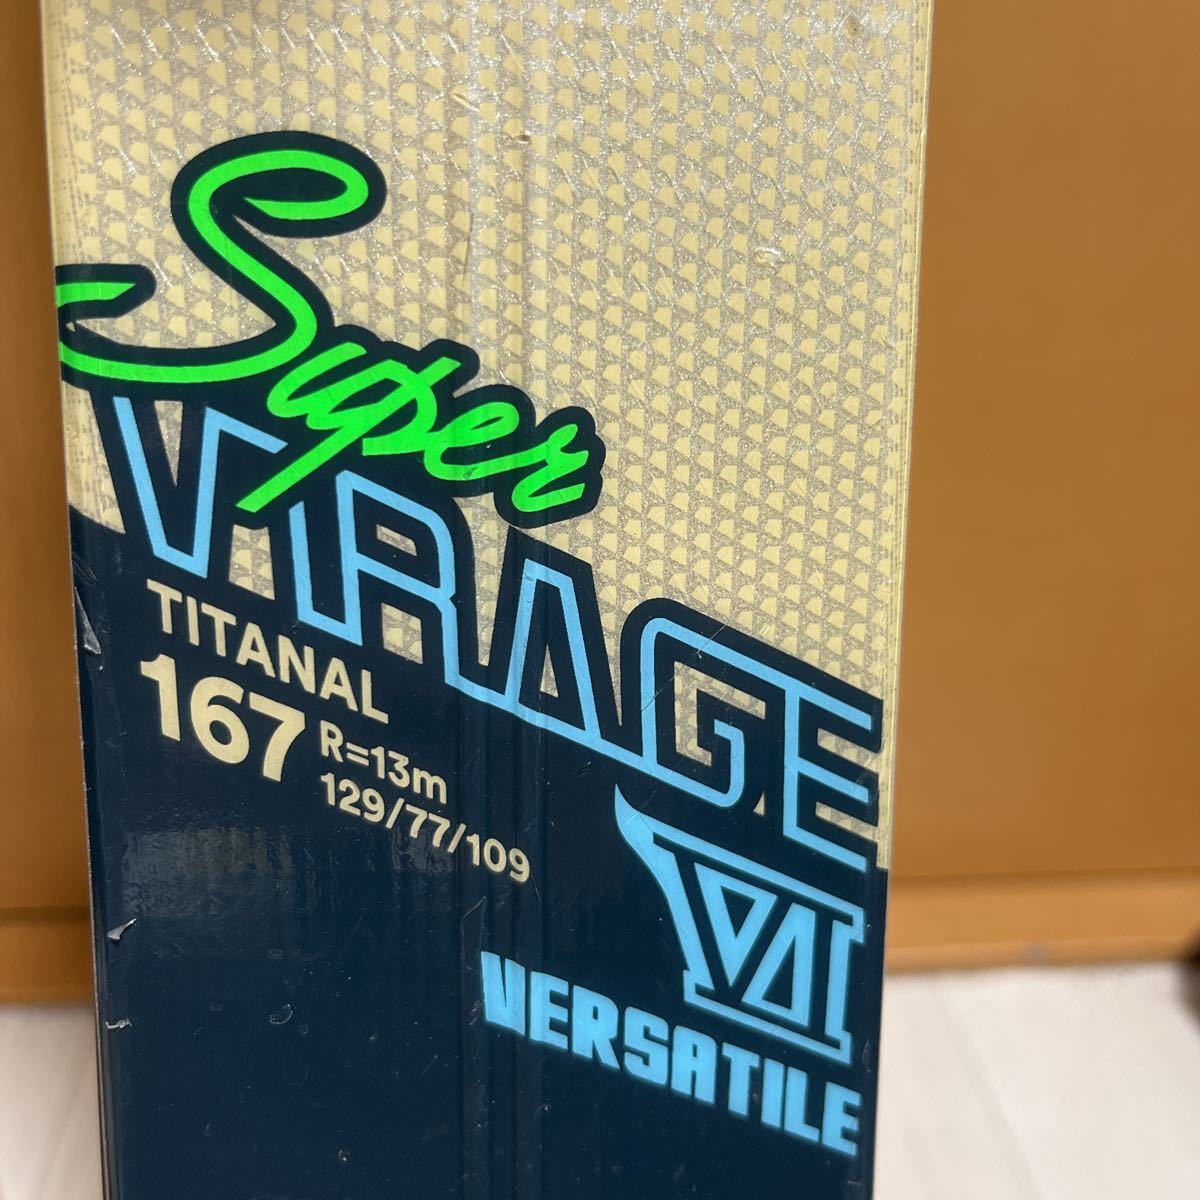 Super
VIRAGE
TITANAL
167
R=13m
129/77/109
VI
VERSATILE